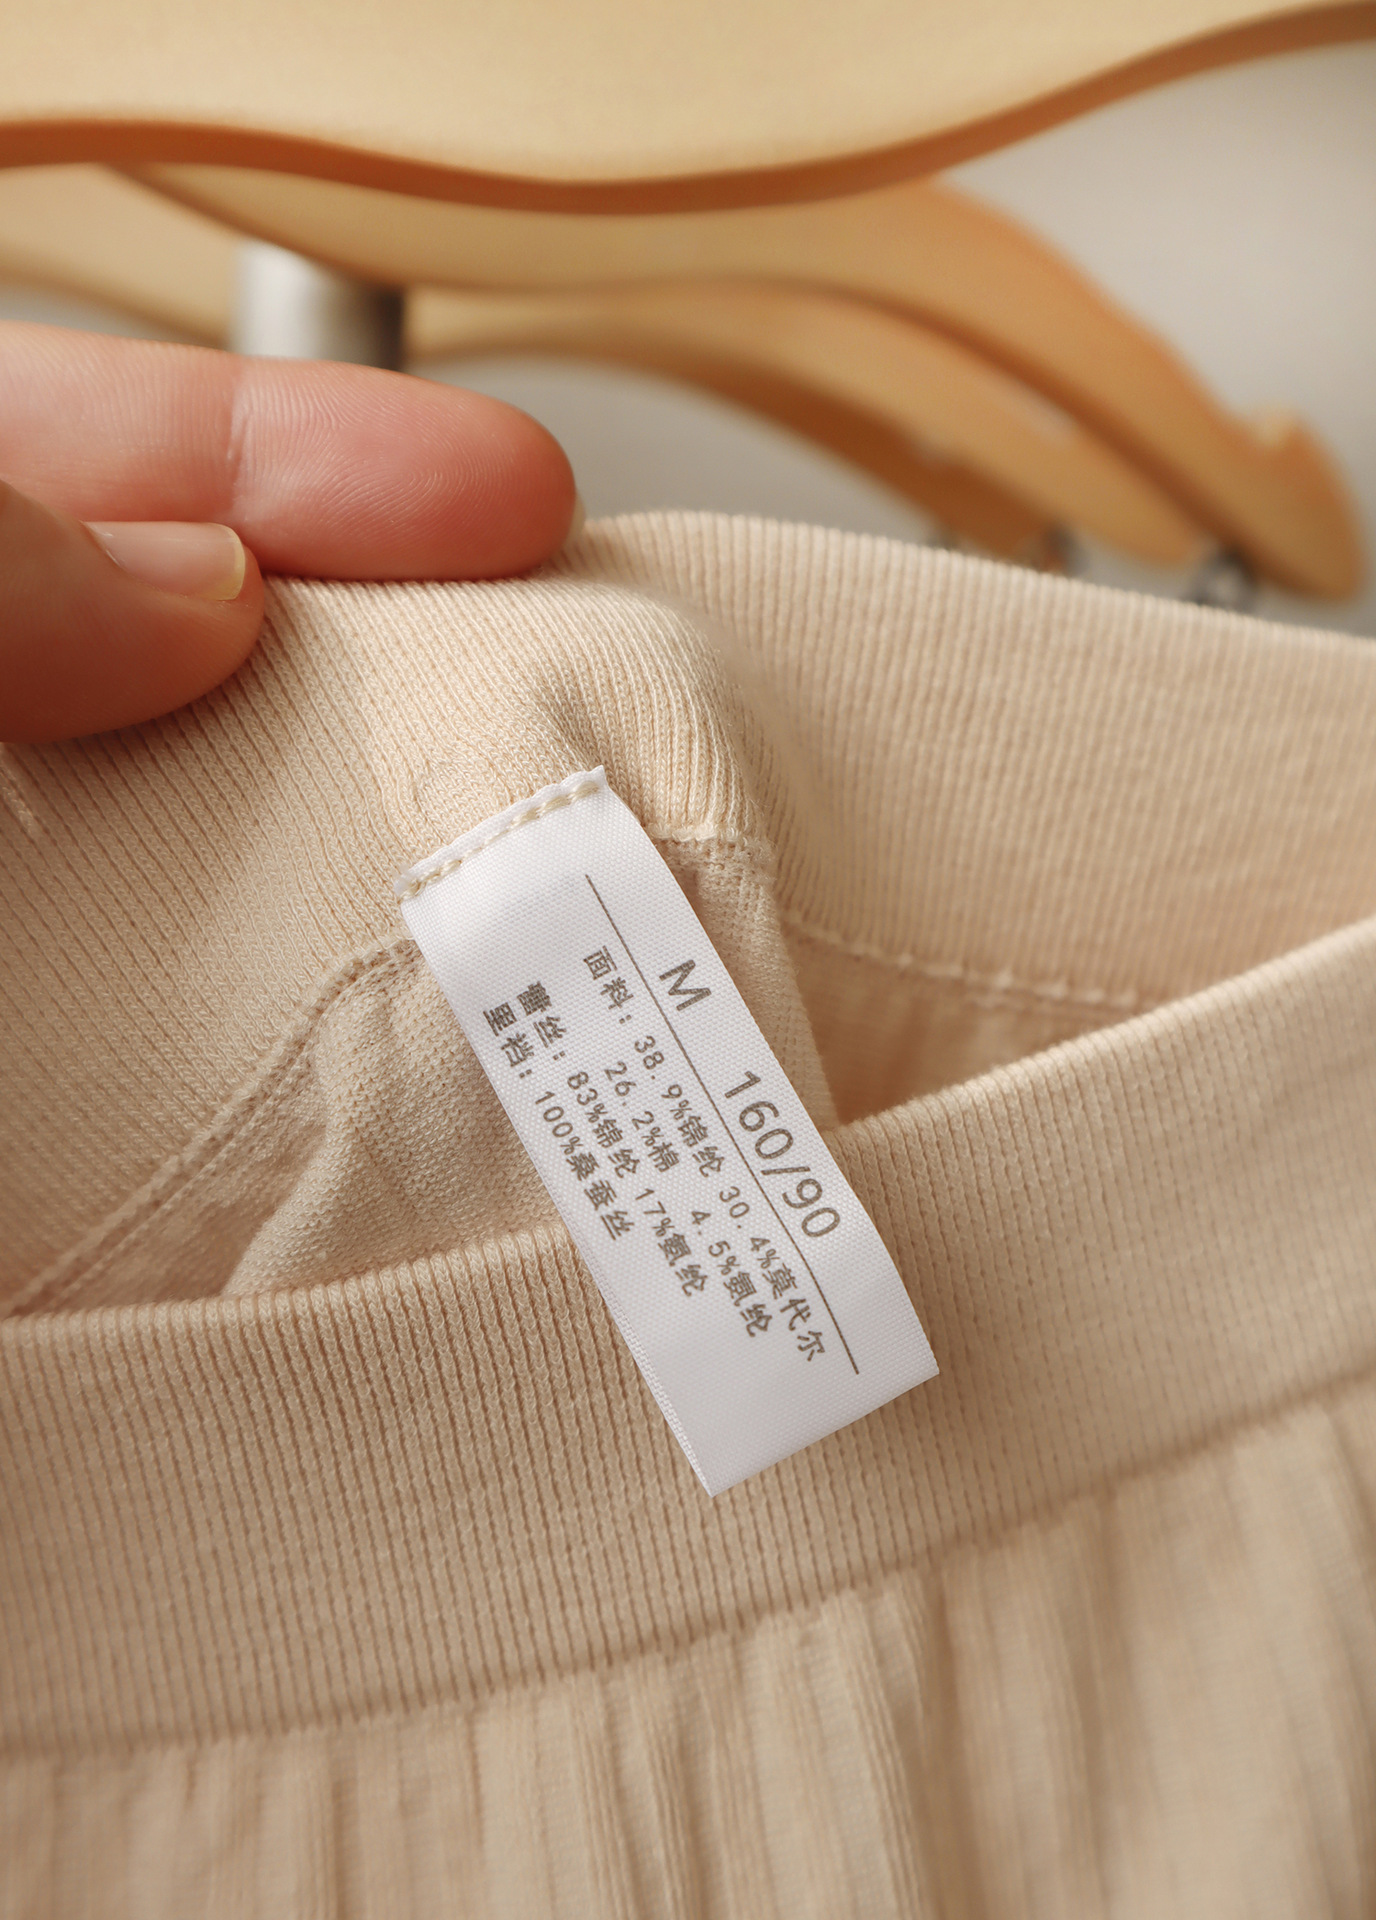 M 160/90
面料：38.9%锦纶 30.4%莫代尔
26.2%棉 4.5%氨纶
蕾丝：83%锦纶 17%氨纶
里档：100%桑蚕丝